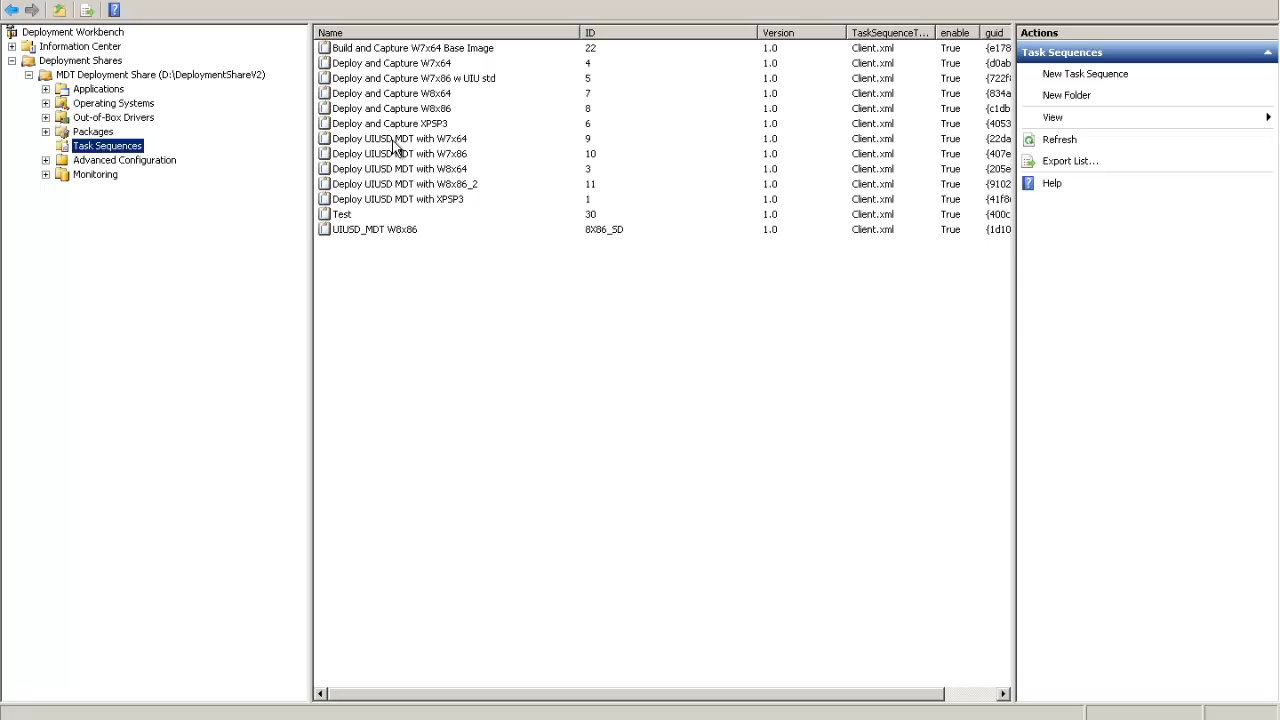 Deployment Workbench
Information Center
Deployment Shares
MDT Deployment Share (D:\DeploymentShareV2)
Applications
Operating Systems
Out-of-Box Drivers
Packages
Task Sequences
Advanced Configuration
Monitoring
Name ID Version TaskSequenceT... enable guid
Build and Capture W7x64 Base Image 22 1.0 Client.xml True {e178
Deploy and Capture W7x64 4 1.0 Client.xml True {d0ab
Deploy and Capture W7x86 w UIU std 5 1.0 Client.xml True {722f
Deploy and Capture W8x64 7 1.0 Client.xml True {834a
Deploy and Capture W8x86 8 1.0 Client.xml True {c1db
Deploy and Capture XPSP3 6 1.0 Client.xml True {4053
Deploy UIUSD MDT with W7x64 9 1.0 Client.xml True {22da
Deploy UIUSD MDT with W7x86 10 1.0 Client.xml True {407e
Deploy UIUSD MDT with W8x64 3 1.0 Client.xml True {205e
Deploy UIUSD MDT with W8x86_2 11 1.0 Client.xml True {9102
Deploy UIUSD MDT with XPSP3 1 1.0 Client.xml True {41f8
Test 30 1.0 Client.xml True {400c
UIUSD_MDT W8x86 8X86_SD 1.0 Client.xml True {1d10
Actions
Task Sequences
New Task Sequence
New Folder
View
Refresh
Export List...
Help